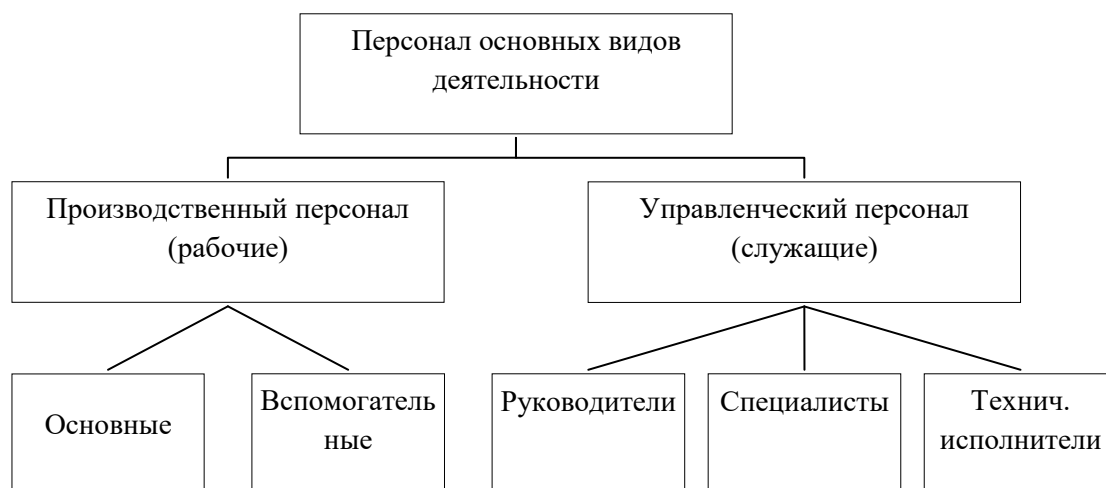 Персонал основных видов
деятельности
Производственный персонал
(рабочие)
Управленческий персонал
(служащие)
Основные
Вспомогатель
ные
Руководители
Специалисты
Технич.
исполнители